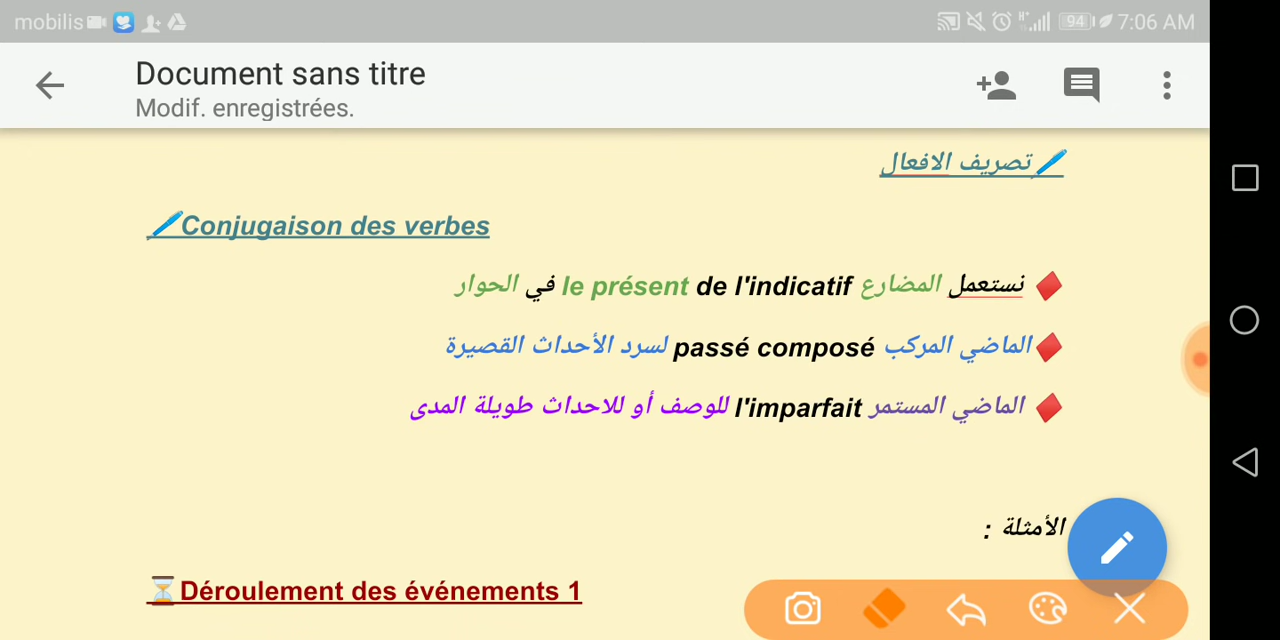 mobilis 94 7:06 AM
Document sans titre
Modif. enregistrées.
تصريف الافعال
Conjugaison des verbes
نستعمل المضارع le présent de l'indicatif في الحوار
الماضي المركب passé composé لسرد الأحداث القصيرة
الماضي المستمر l'imparfait للوصف أو للاحداث طويلة المدى
الأمثلة :
Déroulement des événements 1